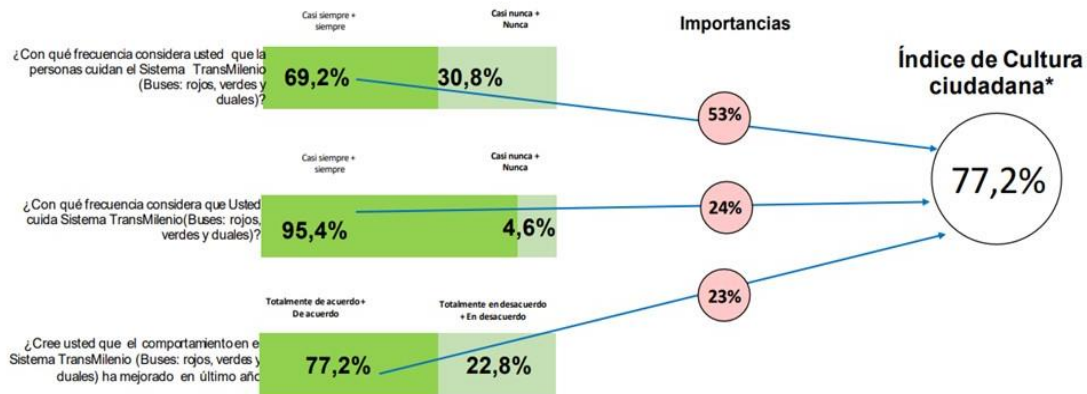 Casi siempre +
siempre
Casi nunca +
Nunca
Importancias
¿Con qué frecuencia considera usted que la
personas cuidan el Sistema TransMilenio
(Buses: rojos, verdes y
duales)?
69,2%
30,8%
53%
Índice de Cultura
ciudadana*
77,2%
Casi siempre +
siempre
Casi nunca +
Nunca
¿Con qué frecuencia considera que Usted
cuida Sistema TransMilenio(Buses: rojos,
verdes y duales)?
95,4%
4,6%
24%
23%
Totalmente de acuerdo+
De acuerdo
Totalmente en desacuerdo
+ En desacuerdo
¿Cree usted que el comportamiento en e
Sistema TransMilenio (Buses: rojos, verdes y
duales) ha mejorado en último año
77,2%
22,8%